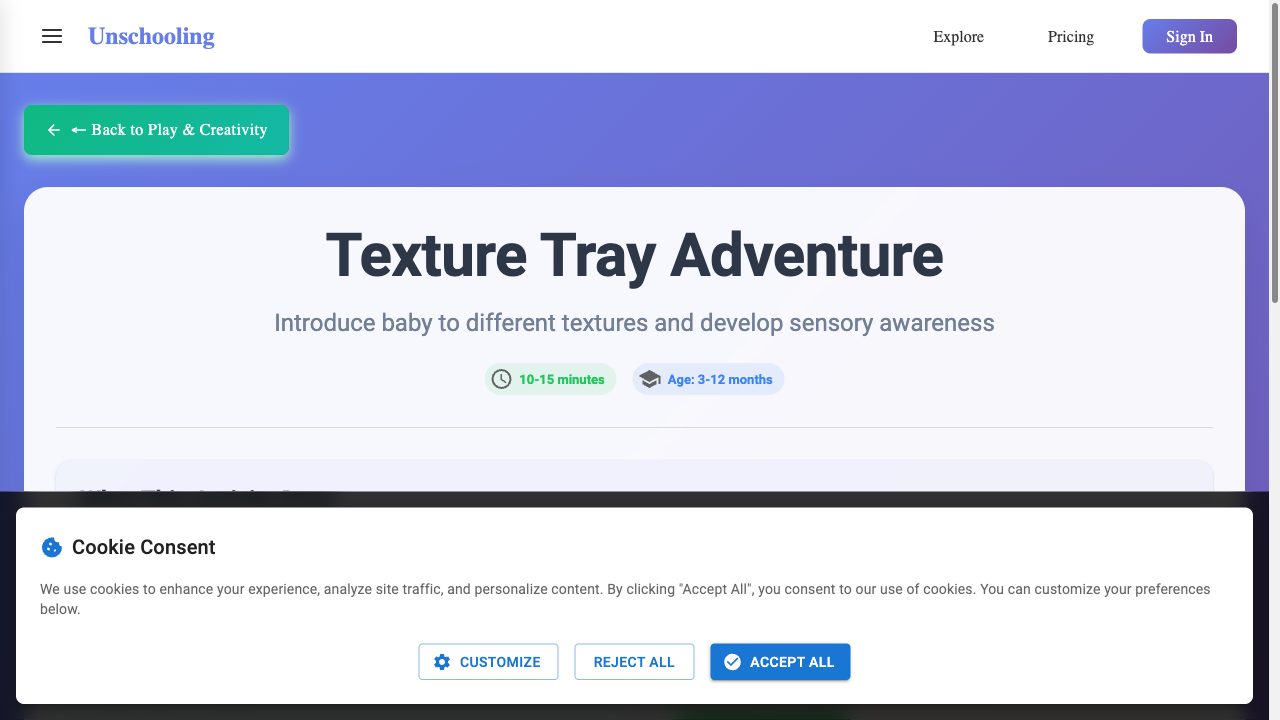 Unschooling
Explore
Pricing
Sign In
← Back to Play & Creativity
Texture Tray Adventure
Introduce baby to different textures and develop sensory awareness
10-15 minutes
Age: 3-12 months
Cookie Consent
We use cookies to enhance your experience, analyze site traffic, and personalize content. By clicking "Accept All", you consent to our use of cookies. You can customize your preferences
below.
CUSTOMIZE
REJECT ALL
ACCEPT ALL